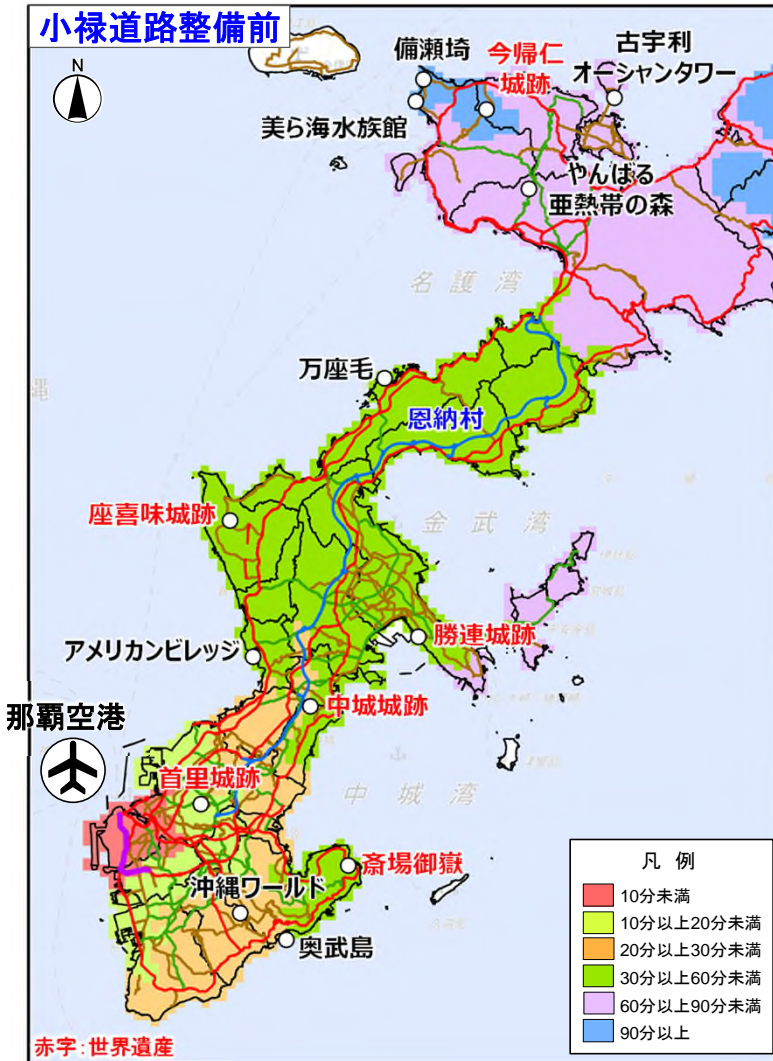 小禄道路整備前
N
備瀬埼
今帰仁
城跡
古宇利
オーシャンタワー
美ら海水族館
やんばる
亜熱帯の森
名護湾
万座毛
恩納村
座喜味城跡
金武湾
勝連城跡
アメリカンビレッジ
中城城跡
那覇空港
首里城跡
中城湾
斎場御嶽
沖縄ワールド
奥武島
赤字:世界遺産
凡 例
10分未満
10分以上20分未満
20分以上30分未満
30分以上60分未満
60分以上90分未満
90分以上